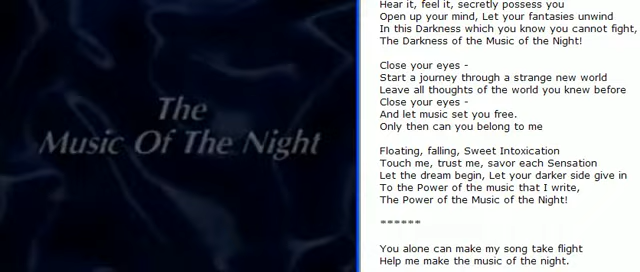 The
Music Of The Night
Hear it, feel it, secretly possess you
Open up your mind, Let your fantasies unwind
In this Darkness which you know you cannot fight,
The Darkness of the Music of the Night!
Close your eyes -
Start a journey through a strange new world
Leave all thoughts of the world you knew before
Close your eyes -
And let music set you free.
Only then can you belong to me
Floating, falling, Sweet Intoxication
Touch me, trust me, savor each Sensation
Let the dream begin, Let your darker side give in
To the Power of the music that I write,
The Power of the Music of the Night!
******
You alone can make my song take flight
Help me make the music of the night.